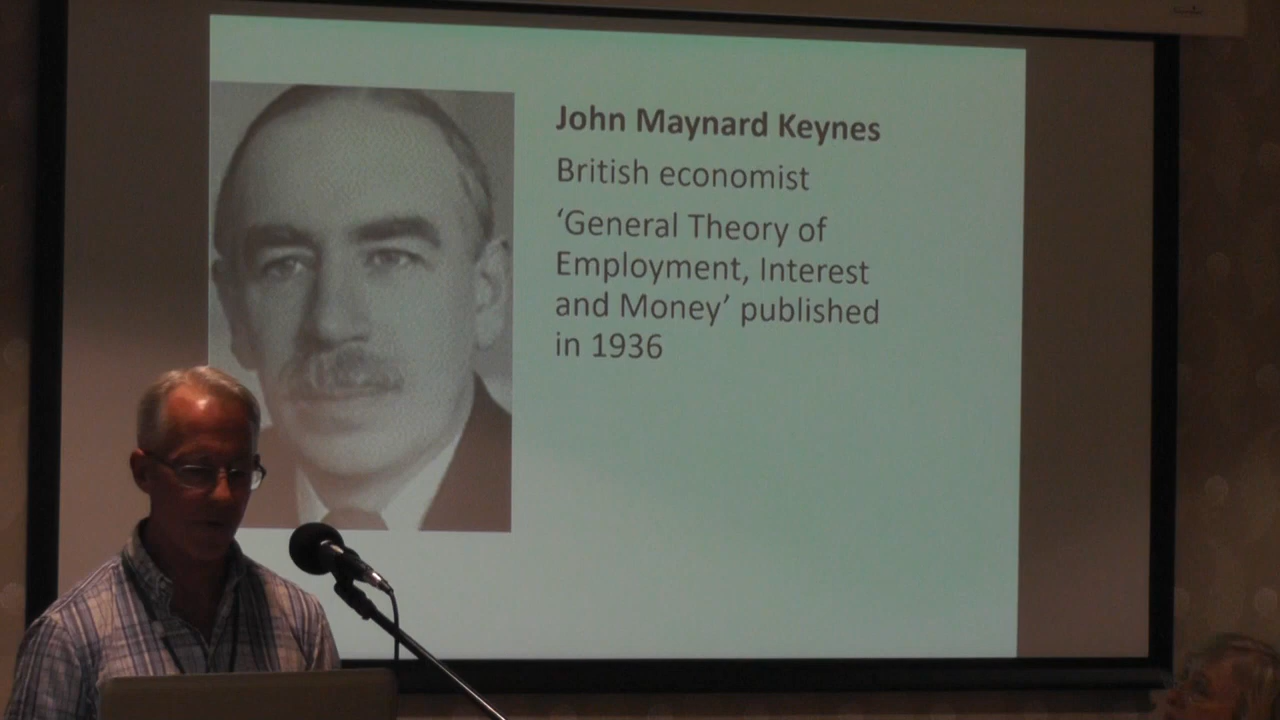 John Maynard Keynes
British economist
‘General Theory of
Employment, Interest
and Money’ published
in 1936